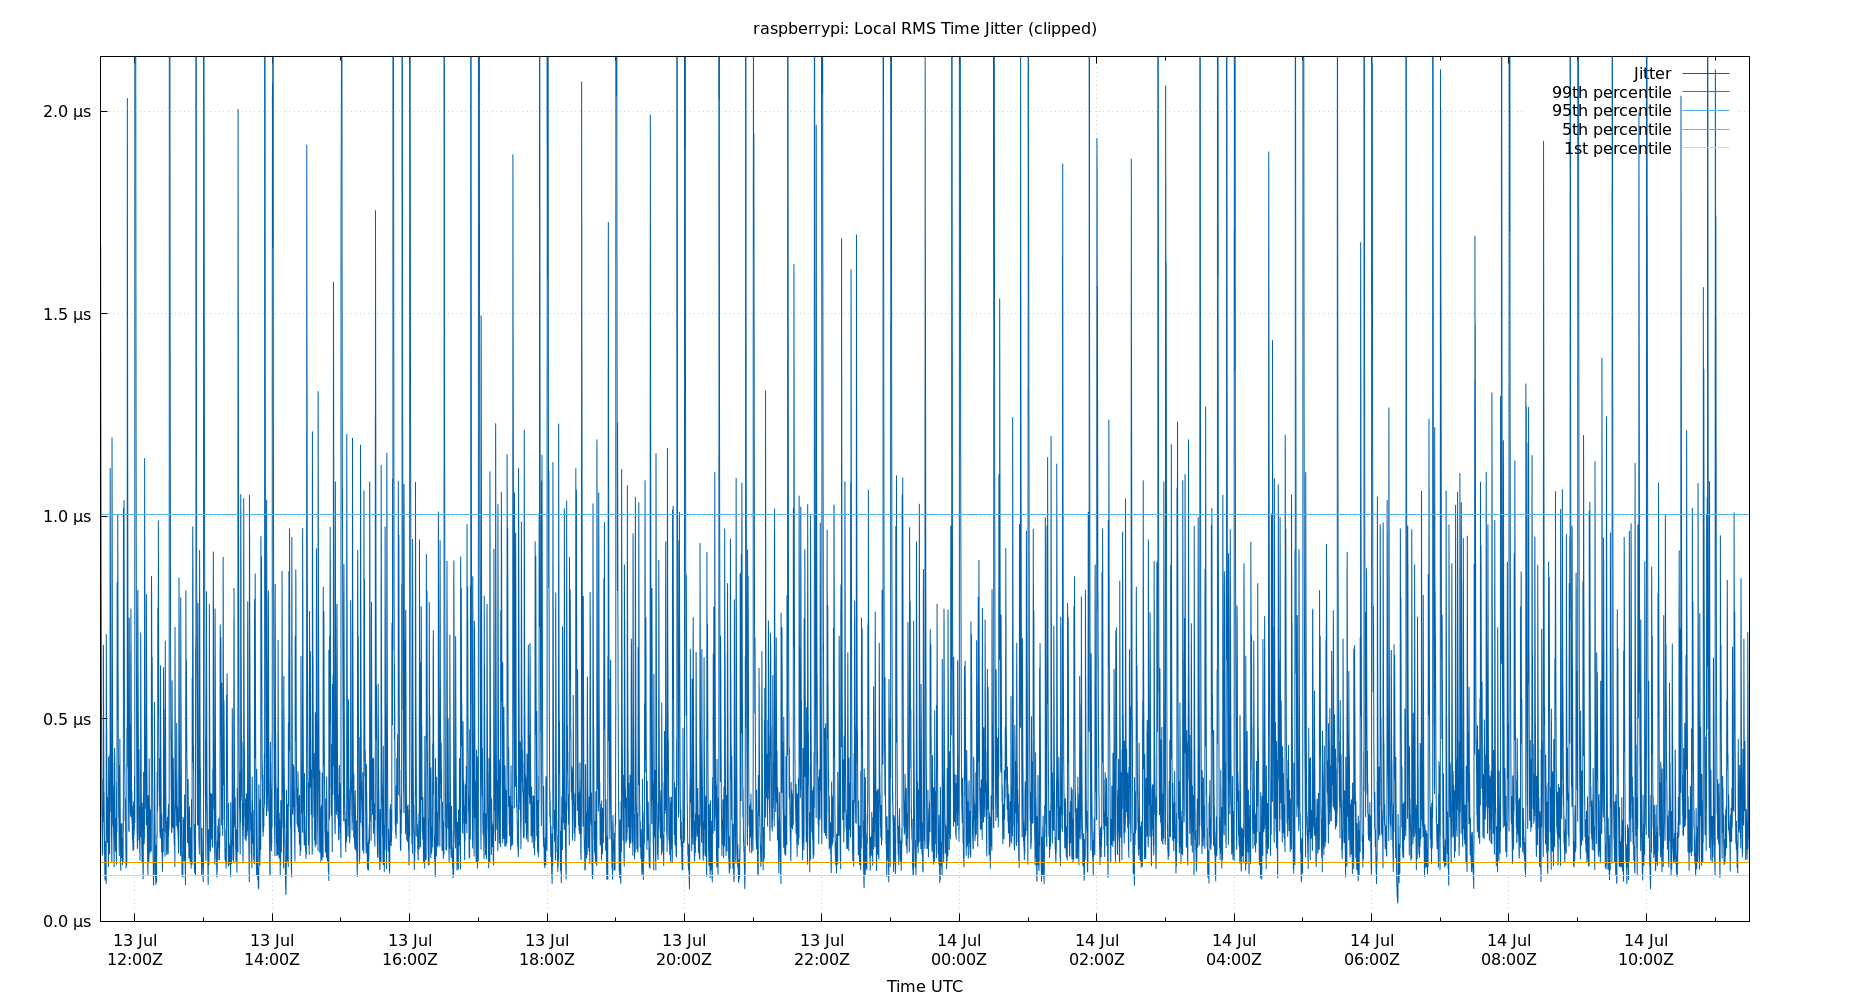 raspberrypi: Local RMS Time Jitter (clipped)
Jitter
99th percentile
95th percentile
5th percentile
1st percentile
2.0 µs
1.5 µs
1.0 µs
0.5 µs
0.0 µs
13 Jul 13 Jul 13 Jul 13 Jul 13 Jul 13 Jul 14 Jul 14 Jul 14 Jul 14 Jul 14 Jul 14 Jul
12:00Z 14:00Z 16:00Z 18:00Z 20:00Z 22:00Z 00:00Z 02:00Z 04:00Z 06:00Z 08:00Z 10:00Z
Time UTC